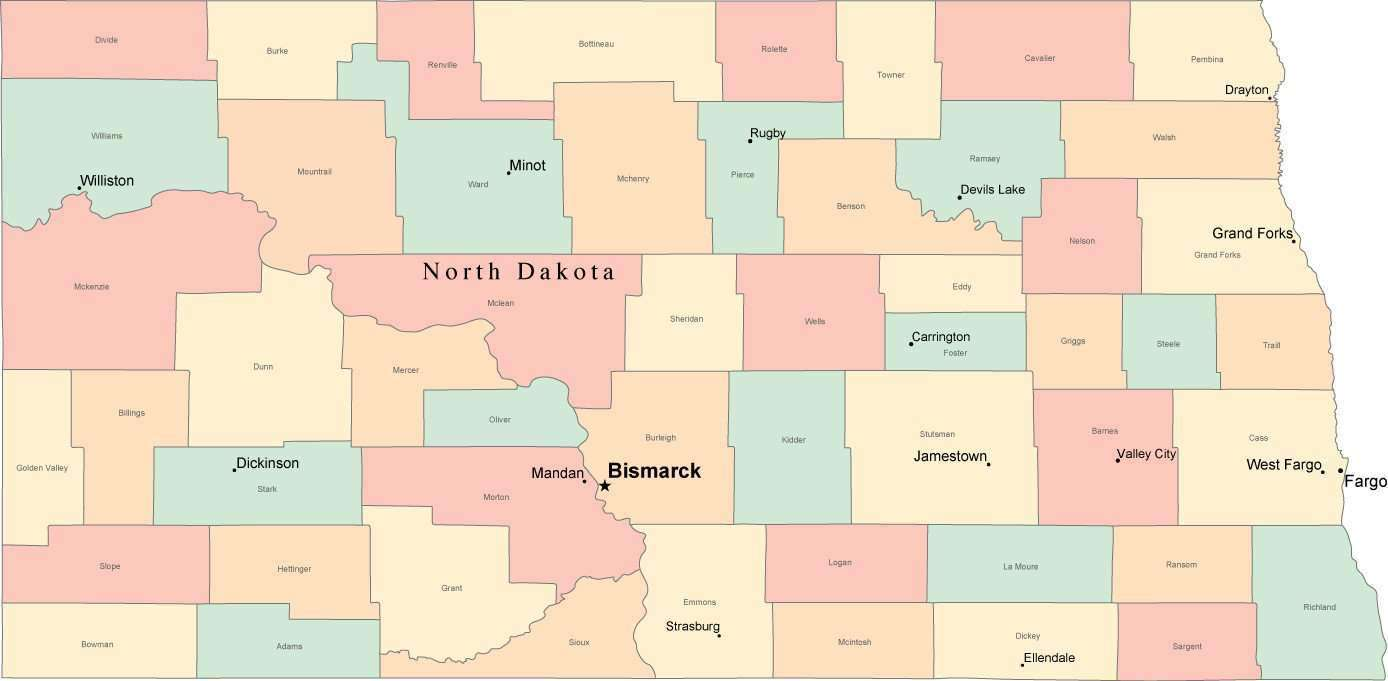 Divide
Burke
Renville
Bottineau
Rolette
Towner
Cavalier
Pembina
Drayton
Williams
Williston
Mountrail
Ward
Minot
Mchenry
Rugby
Pierce
Benson
Ramsey
Devils Lake
Walsh
Nelson
Grand Forks
Grand Forks
Mckenzie
North Dakota
Mclean
Sheridan
Wells
Eddy
Carrington
Foster
Griggs
Steele
Traill
Dunn
Mercer
Oliver
Golden Valley
Billings
Dickinson
Stark
Mandan
Morton
Burleigh
Bismarck
Kidder
Stutsman
Jamestown
Barnes
Valley City
Cass
West Fargo
Fargo
Slope
Hettinger
Grant
Emmons
Strasburg
Logan
La Moure
Ransom
Richland
Bowman
Adams
Sioux
Mcintosh
Dickey
Ellendale
Sargent